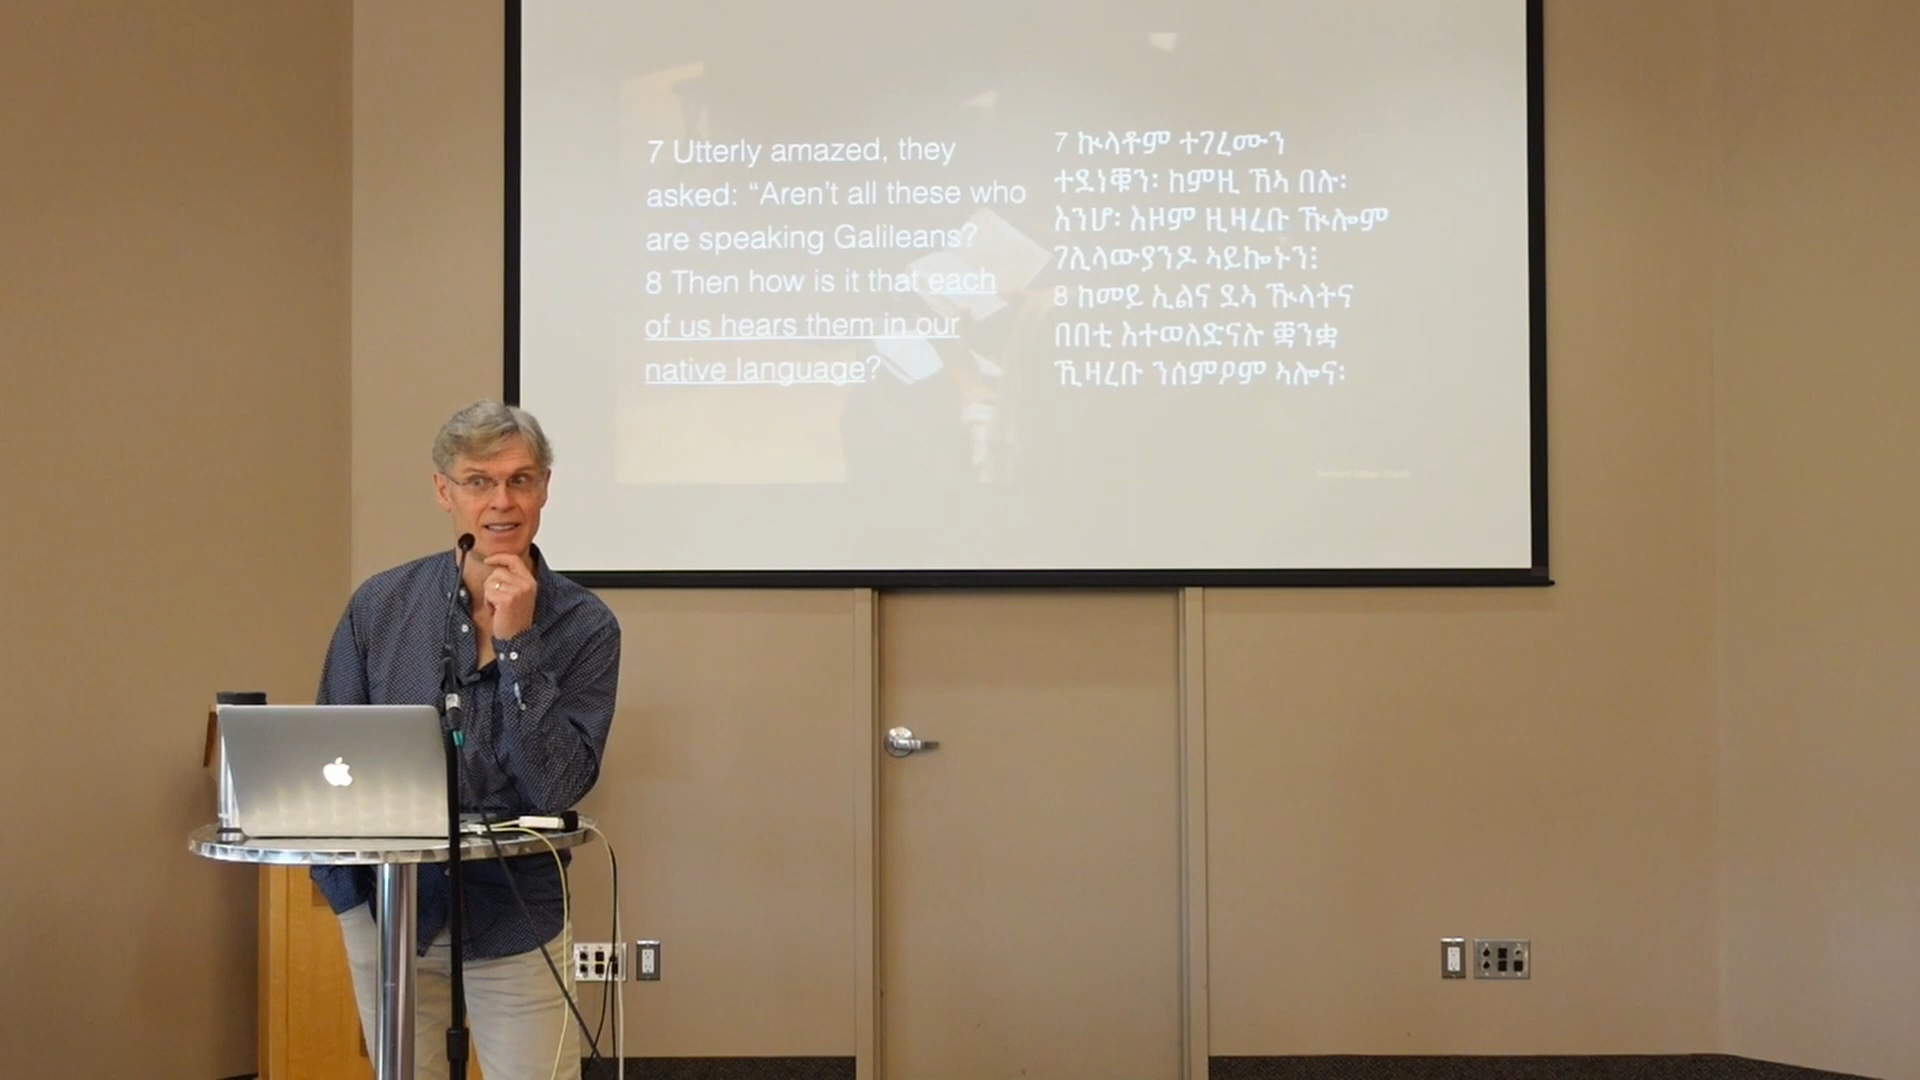 7 Utterly amazed, they
asked: “Aren’t all these who
are speaking Galileans?
8 Then how is it that each
of us hears them in our
native language?
7 ኲላቶም ተገረሙን
ተደነቑን፡ ከምዚ ኸኣ በሉ፡
እንሆ፡ እዞም ዚዛረቡ ዅሎም
ገሊላውያንዶ ኣይኰኑን፧
8 ከመይ ኢልና ደኣ ዅላትና
በበቲ እተወለድናሉ ቛንቋ
ኺዛረቡ ንሰምዖም ኣሎና፡